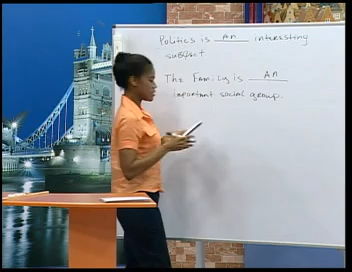 Politics is An interesting
subject.
The Family is An
important social group.